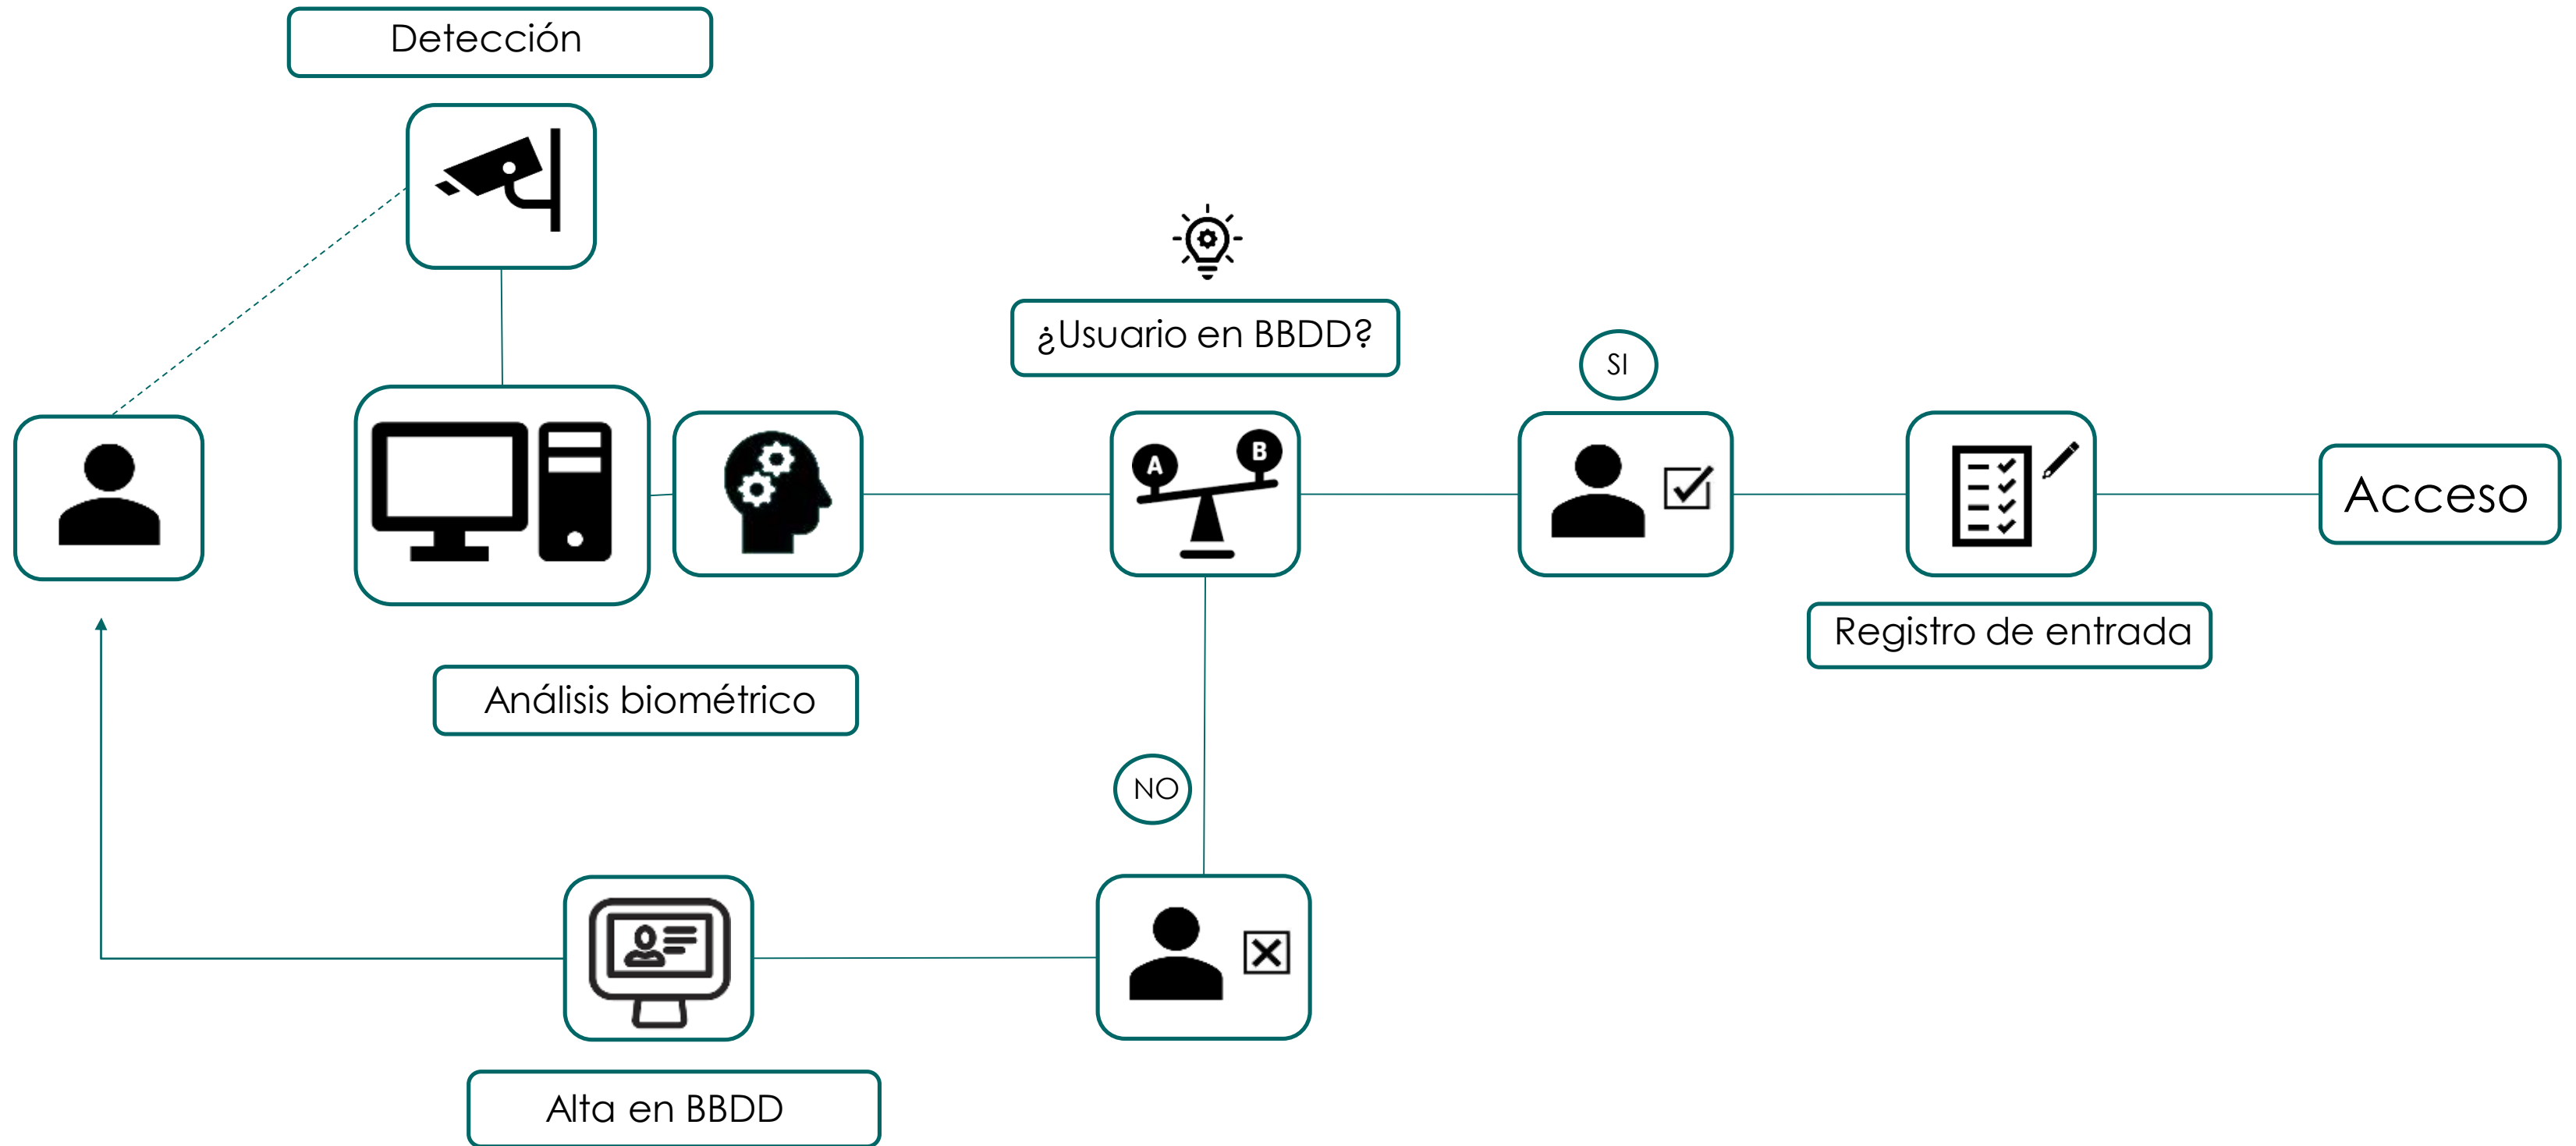 Detección
¿Usuario en BBDD?
SI
A
B
Acceso
Registro de entrada
Análisis biométrico
NO
Alta en BBDD